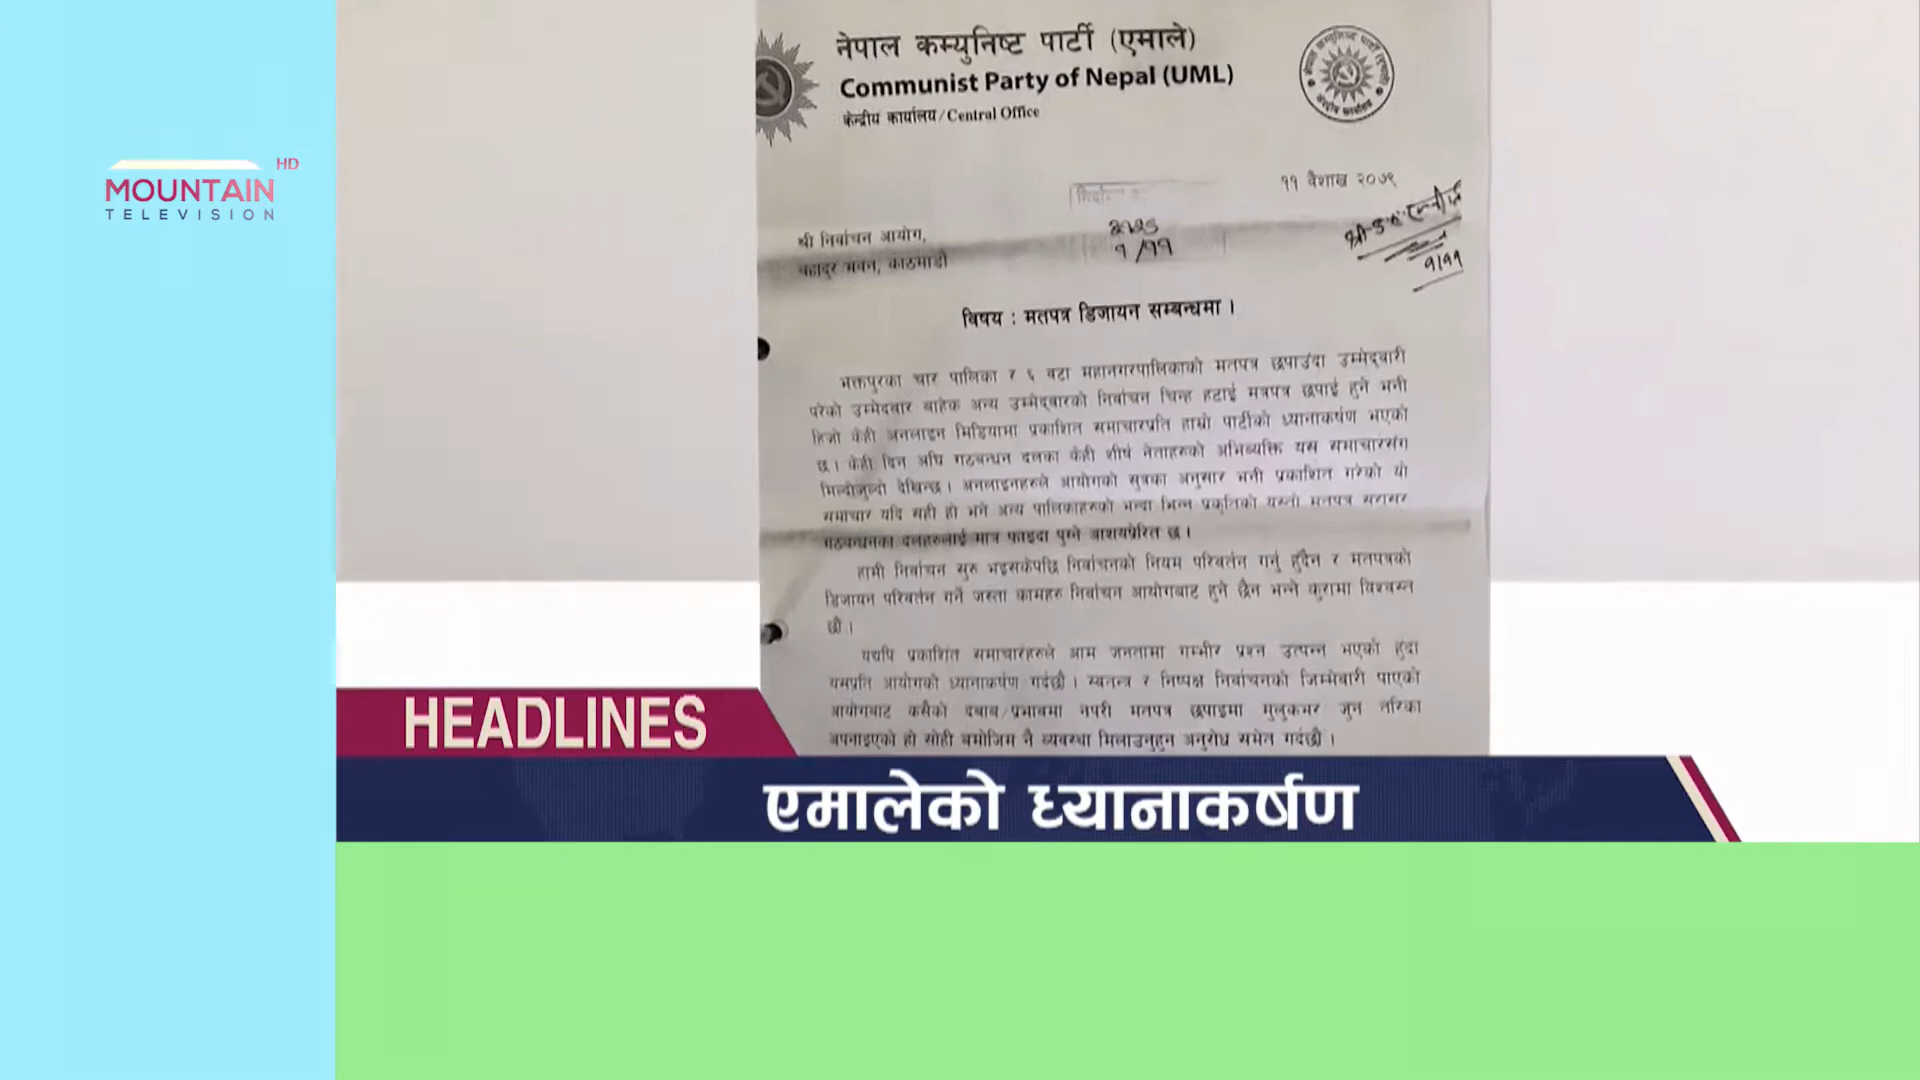 HD
MOUNTAIN
TELEVISION
नेपाल कम्युनिष्ट पार्टी (एमाले)
Communist Party of Nepal (UML)
केन्द्रीय कार्यालय/Central Office
११ वैशाख २०७९
श्री निर्वाचन आयोग,
बहादुर भवन, काठमाडौं
१/११
१/११
विषय : मतपत्र डिजायन सम्बन्धमा ।
भक्तपुरका चार पालिका र ६ वटा महानगरपालिकाको मतपत्र छपाउंदा उम्मेद्वारी
परेको उम्मेदवार बाहेक अन्य उम्मेद्वारको निर्वाचन चिन्ह हटाई मत्रपत्र छपाई हुने भनी
हिजो केही अनलाइन मिडियामा प्रकाशित समाचारप्रति हाम्रो पार्टीको ध्यानाकर्षण भएको
छ । केही दिन अघि गठबन्धन दलका केही शीर्ष नेताहरुको अभिव्यक्ति यस समाचारसंग
मिल्दोजुल्दो देखिन्छ । अनलाइनहरुले आयोगको सुत्रका अनुसार भनी प्रकाशित गरेको यो
समाचार यदि सही हो भने अन्य पालिकाहरुको भन्दा भिन्न प्रकृतिको यस्तो मतपत्र सरासर
गठबन्धनका दलहरुलाई मात्र फाइदा पुग्ने आशयप्रेरित छ ।
हामी निर्वाचन सुरु भइसकेपछि निर्वाचनको नियम परिवर्तन गर्नु हुँदैन र मतपत्रको
डिजायन परिवर्तन गर्ने जस्ता कामहरु निर्वाचन आयोगबाट हुने छैन भन्ने कुरामा विश्वस्त
छौं ।
यद्यपि प्रकाशित समाचारहरुले आम जनतामा गम्भीर प्रश्न उत्पन्न भएको हुंदा
यसप्रति आयोगको ध्यानाकर्षण गर्दछौं । स्वतन्त्र र निष्पक्ष निर्वाचनको जिम्मेबारी पाएको
आयोगबाट कसैको दबाब/प्रभावमा नपरी मतपत्र छपाइमा मुलुकभर जुन तरिका
अपनाइएको हो सोही बमोजिम नै व्यवस्था मिलाउनुहुन अनुरोध समेत गर्दछौं ।
HEADLINES
एमालेको ध्यानाकर्षण